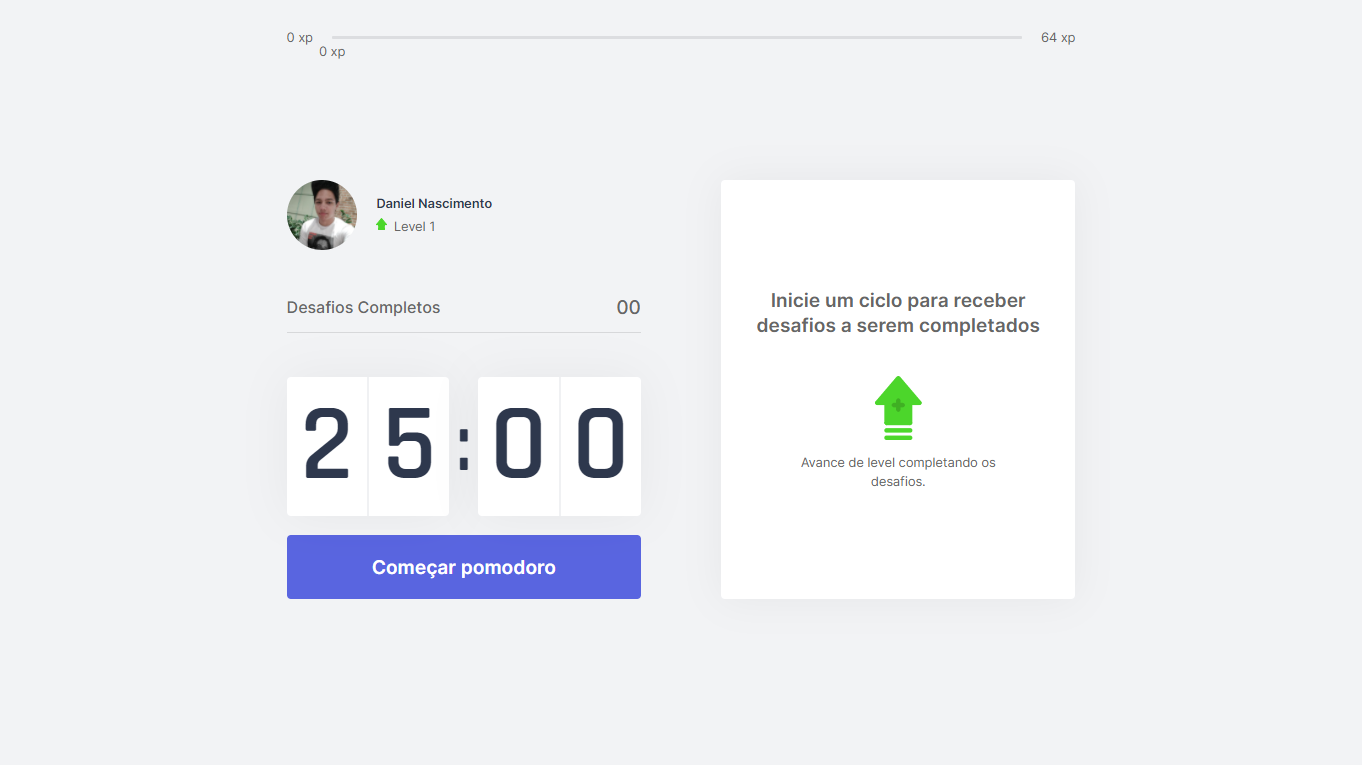 0 xp
64 xp
0 xp
Daniel Nascimento
Level 1
Desafios Completos
00
25:00
Começar pomodoro
Inicie um ciclo para receber
desafios a serem completados
Avance de level completando os
desafios.